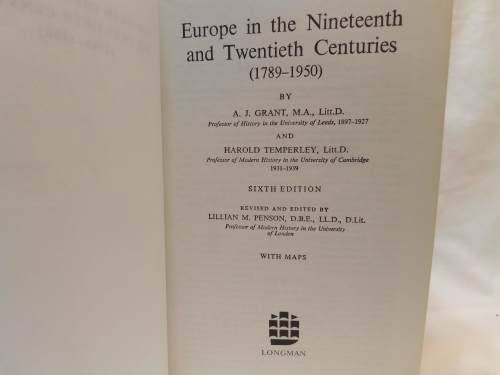 Europe in the Nineteenth
and Twentieth Centuries
(1789–1950)
BY
A. J. GRANT, M.A., Litt.D.
Professor of History in the University of Leeds, 1897–1927
AND
HAROLD TEMPERLEY, Litt.D.
Professor of Modern History in the University of Cambridge
1931–1939
SIXTH EDITION
REVISED AND EDITED BY
LILLIAN M. PENSON, D.B.E., LL.D., D.Lit.
Professor of Modern History in the University
of London
WITH MAPS
LONGMAN